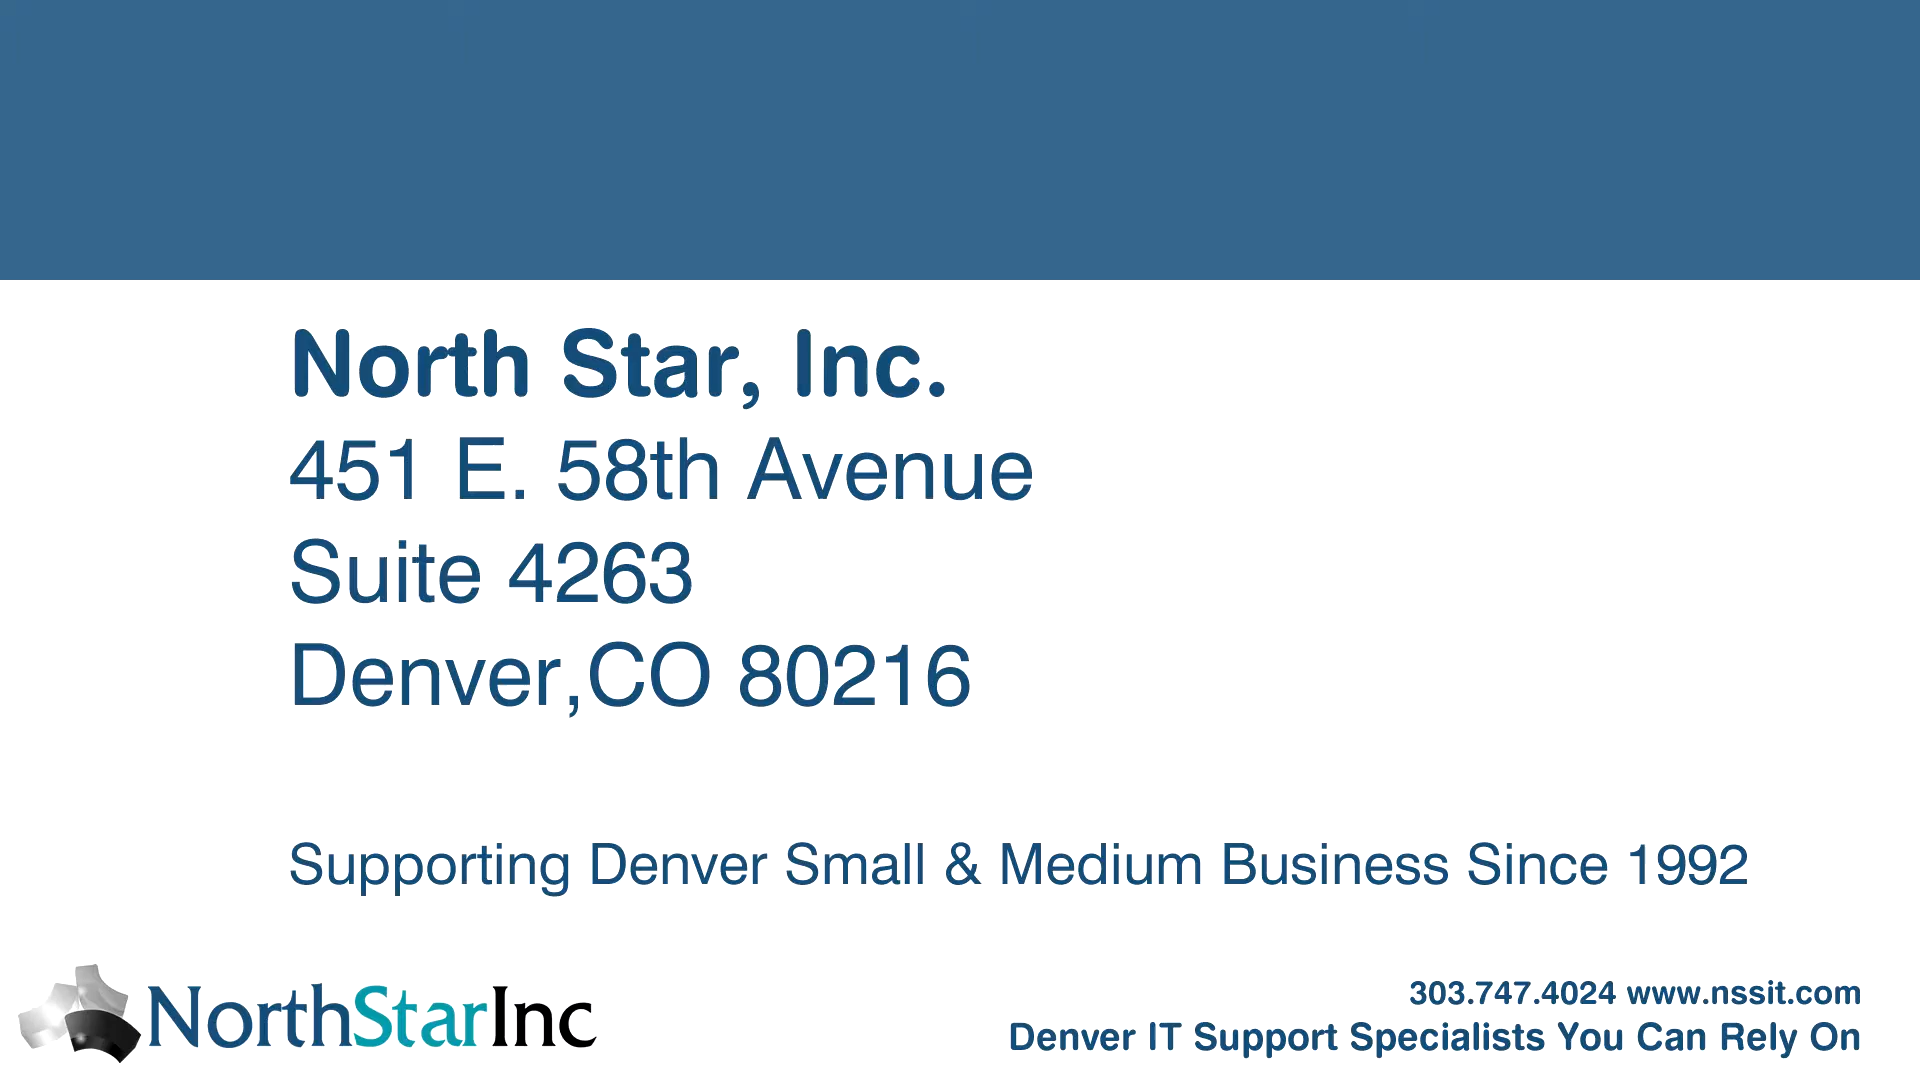 North Star, Inc.
451 E. 58th Avenue
Suite 4263
Denver,CO 80216
Supporting Denver Small & Medium Business Since 1992
NorthStarInc
303.747.4024 www.nssit.com
Denver IT Support Specialists You Can Rely On